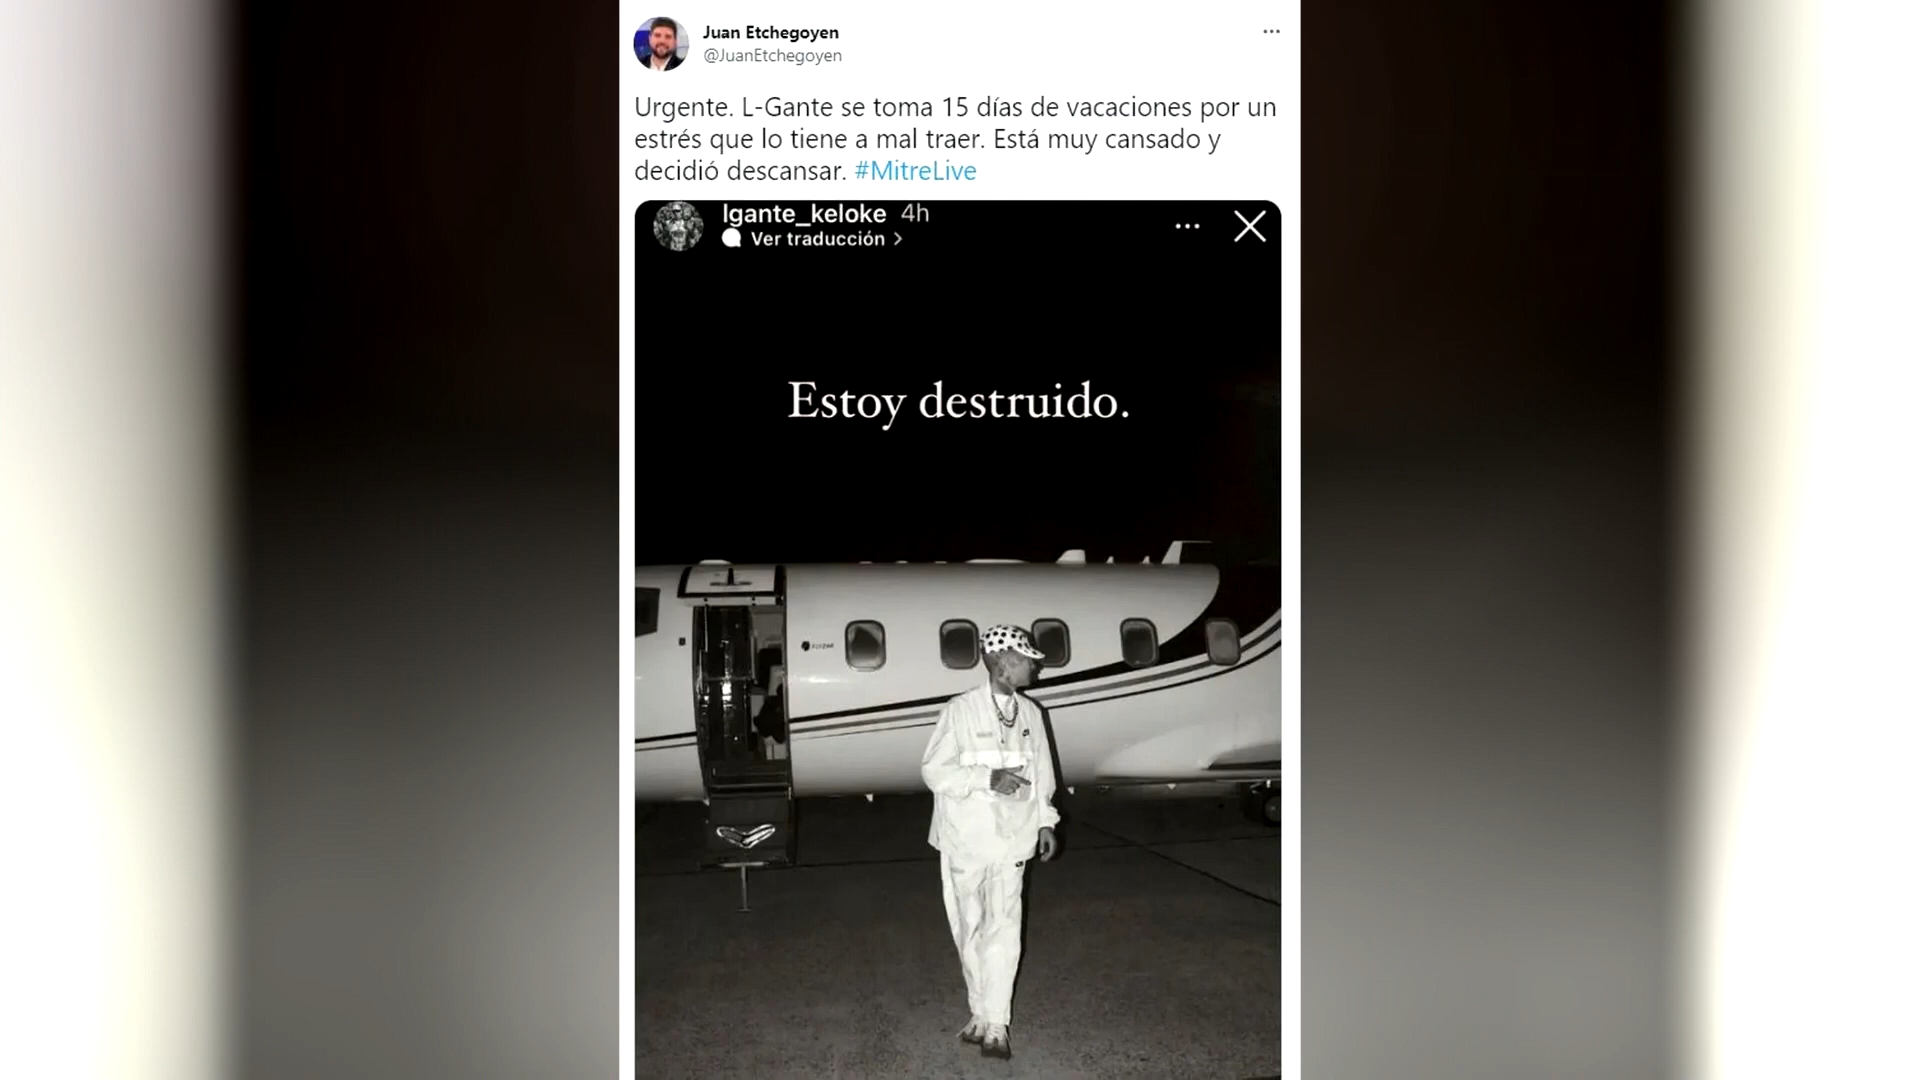 Juan Etchegoyen
@JuanEtchegoyen
Urgente. L-Gante se toma 15 días de vacaciones por un
estrés que lo tiene a mal traer. Está muy cansado y
decidió descansar. #MitreLive
lgante_keloke 4h
Ver traducción >
Estoy destruido.